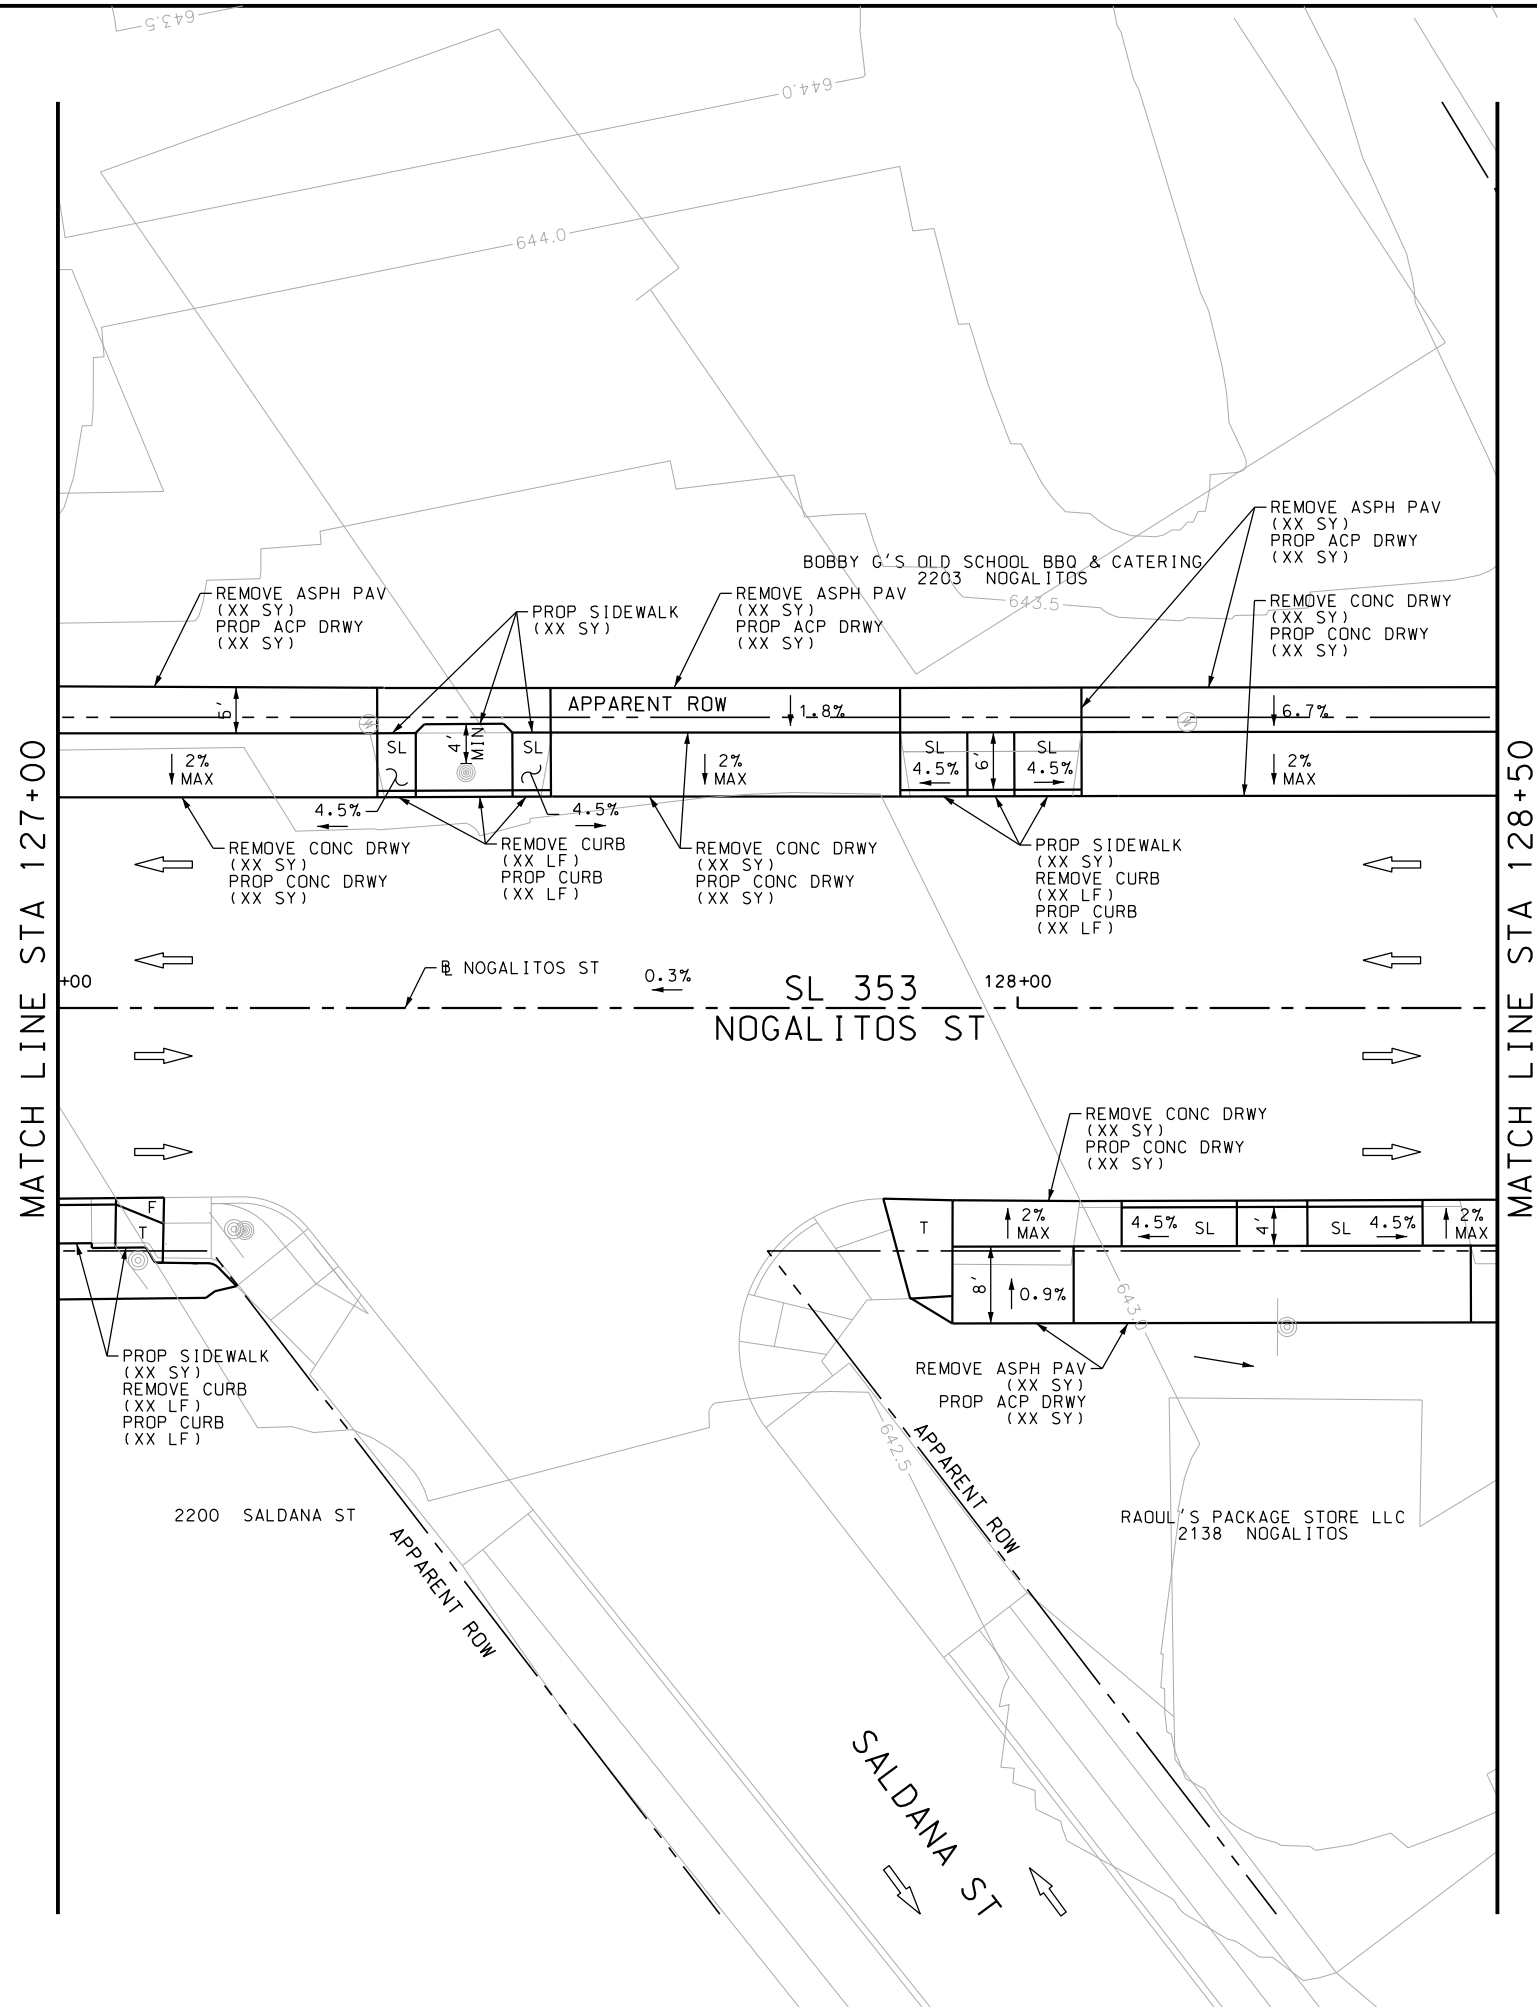 643.5
644.0
644.0
BOBBY G'S OLD SCHOOL BBQ & CATERING
2203 NOGALITOS
643.5
REMOVE ASPH PAV
(XX SY)
PROP ACP DRWY
(XX SY)
REMOVE ASPH PAV
(XX SY)
PROP ACP DRWY
(XX SY)
PROP SIDEWALK
(XX SY)
REMOVE ASPH PAV
(XX SY)
PROP ACP DRWY
(XX SY)
REMOVE CONC DRWY
(XX SY)
PROP CONC DRWY
(XX SY)
APPARENT ROW
1.8%
6.7%
SL
4'
MIN
SL
SL
6'
SL
2%
MAX
2%
MAX
4.5%
4.5%
2%
MAX
4.5%
4.5%
REMOVE CONC DRWY
(XX SY)
PROP CONC DRWY
(XX SY)
REMOVE CURB
(XX LF)
PROP CURB
(XX LF)
REMOVE CONC DRWY
(XX SY)
PROP CONC DRWY
(XX SY)
PROP SIDEWALK
(XX SY)
REMOVE CURB
(XX LF)
PROP CURB
(XX LF)
MATCH LINE STA 127+00
MATCH LINE STA 128+50
+00
NOGALITOS ST
0.3%
SL 353
128+00
NOGALITOS ST
REMOVE CONC DRWY
(XX SY)
PROP CONC DRWY
(XX SY)
F
T
T
2%
MAX
4.5%
SL
4'
SL
4.5%
2%
MAX
8'
0.9%
643.0
PROP SIDEWALK
(XX SY)
REMOVE CURB
(XX LF)
PROP CURB
(XX LF)
REMOVE ASPH PAV
(XX SY)
PROP ACP DRWY
(XX SY)
642.5
2200 SALDANA ST
APPARENT ROW
APPARENT ROW
RAOUL'S PACKAGE STORE LLC
2138 NOGALITOS
SALDANA ST